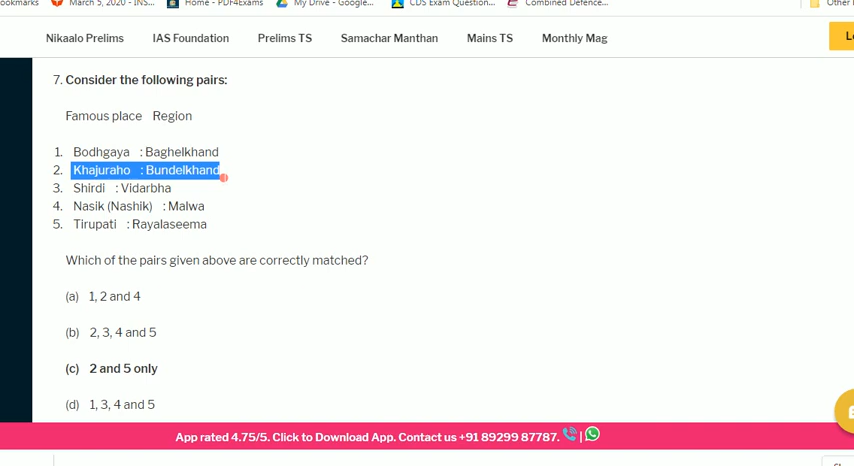 ookmarks March 5, 2020 - INS... Home - PDF4Exams My Drive - Google... CDS Exam Question... Combined Defence... Other
Nikaalo Prelims IAS Foundation Prelims TS Samachar Manthan Mains TS Monthly Mag L
7. Consider the following pairs:
Famous place Region
1. Bodhgaya : Baghelkhand
2. Khajuraho : Bundelkhand
3. Shirdi : Vidarbha
4. Nasik (Nashik) : Malwa
5. Tirupati : Rayalaseema
Which of the pairs given above are correctly matched?
(a) 1, 2 and 4
(b) 2, 3, 4 and 5
(c) 2 and 5 only
(d) 1, 3, 4 and 5
App rated 4.75/5. Click to Download App. Contact us +91 89299 87787. |